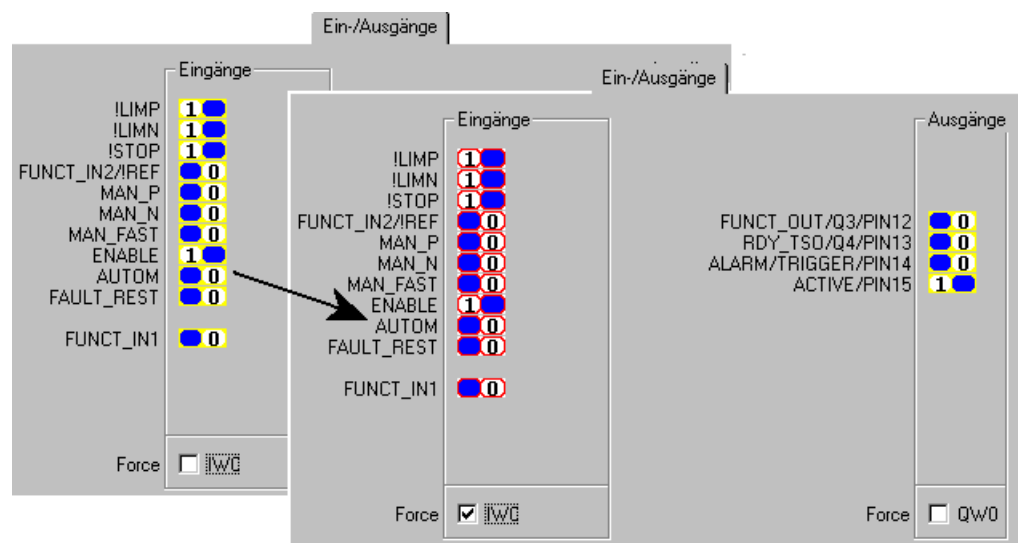 Ein-/Ausgänge
Eingänge
!LIMP 1
!LIMN 1
!STOP 1
FUNCT_IN2/!REF 0
MAN_P 0
MAN_N 0
MAN_FAST 0
ENABLE 1
AUTOM 0
FAULT_REST 0
FUNCT_IN1 0
Force IW0
Ein-/Ausgänge
Eingänge
!LIMP 1
!LIMN 1
!STOP 1
FUNCT_IN2/!REF 0
MAN_P 0
MAN_N 0
MAN_FAST 0
ENABLE 1
AUTOM 0
FAULT_REST 0
FUNCT_IN1 0
Force IW0
Ausgänge
FUNCT_OUT/Q3/PIN12 0
RDY_TSO/Q4/PIN13 0
ALARM/TRIGGER/PIN14 0
ACTIVE/PIN15 1
Force QW0